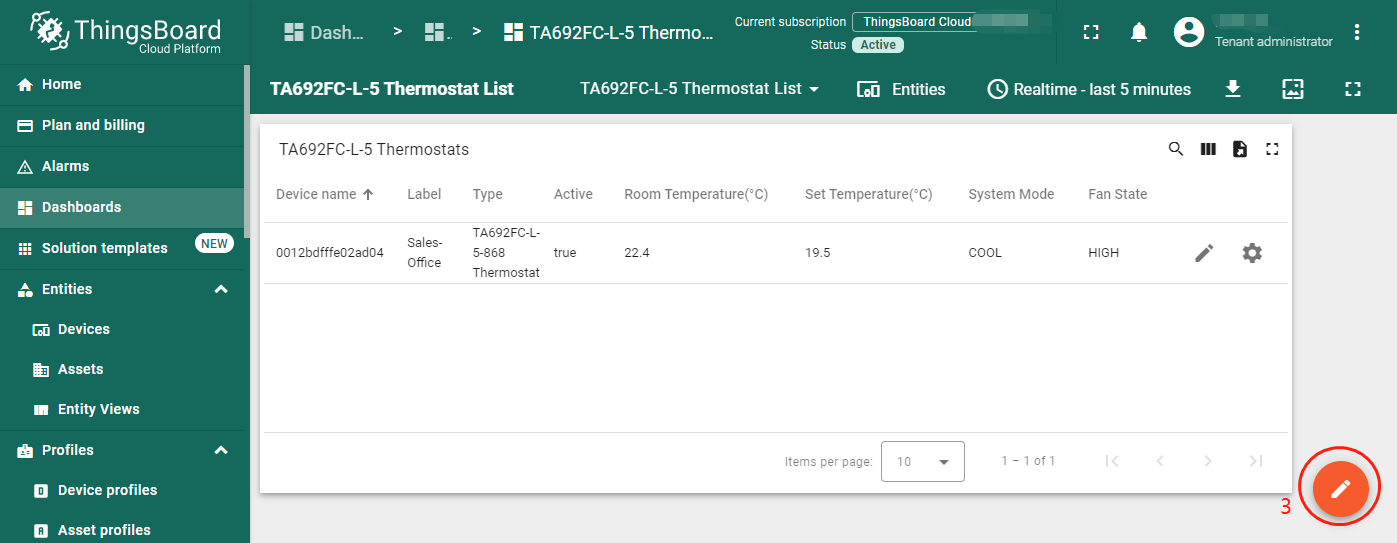 ThingsBoard
Cloud Platform
Dash... > .. > TA692FC-L-5 Thermo...
Current subscription ThingsBoard Cloud
Status Active
Tenant administrator
TA692FC-L-5 Thermostat List
TA692FC-L-5 Thermostat List
Entities
Realtime - last 5 minutes
Home
Plan and billing
Alarms
Dashboards
Solution templates NEW
Entities
Devices
Assets
Entity Views
Profiles
D Device profiles
A Asset profiles
TA692FC-L-5 Thermostats
Device name Label Type Active Room Temperature(°C) Set Temperature(°C) System Mode Fan State
0012bdfffe02ad04
Sales-
Office
TA692FC-L-
5-868
Thermostat
true
22.4
19.5
COOL
HIGH
Items per page: 10 1 – 1 of 1
3